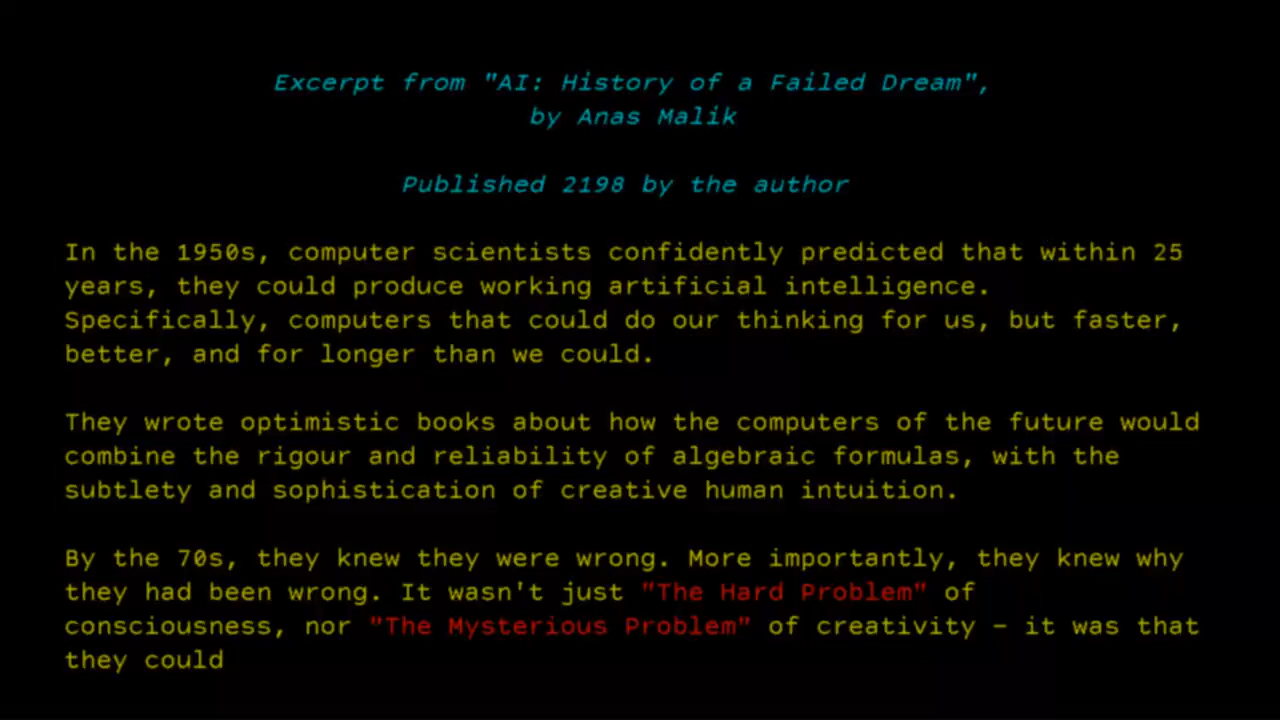 Excerpt from "AI: History of a Failed Dream",
by Anas Malik
Published 2198 by the author
In the 1950s, computer scientists confidently predicted that within 25
years, they could produce working artificial intelligence.
Specifically, computers that could do our thinking for us, but faster,
better, and for longer than we could.
They wrote optimistic books about how the computers of the future would
combine the rigour and reliability of algebraic formulas, with the
subtlety and sophistication of creative human intuition.
By the 70s, they knew they were wrong. More importantly, they knew why
they had been wrong. It wasn't just "The Hard Problem" of
consciousness, nor "The Mysterious Problem" of creativity – it was that
they could